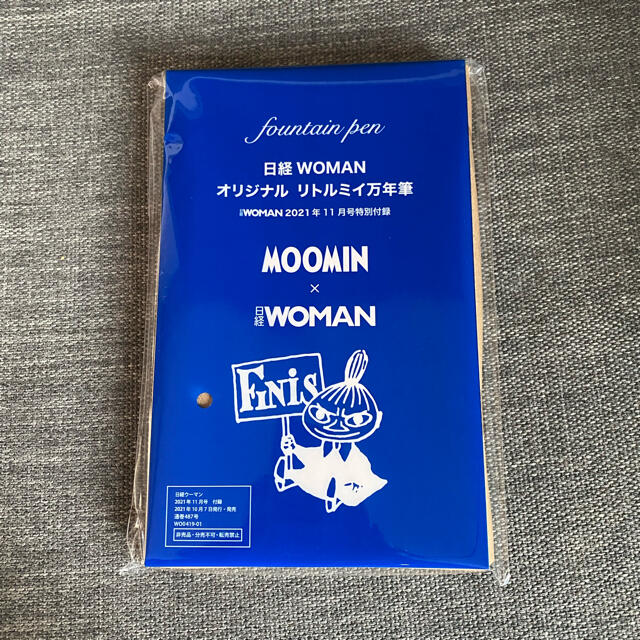 fountain pen
日経 WOMAN
オリジナル リトルミイ万年筆
日経WOMAN 2021年11月号特別付録
MOOMIN
×
日経WOMAN
FINIS
日経ウーマン
2021年11月号 付録
2021年10月7日発行・発売
通巻487号
WO0419-01
非売品・分売不可・転売禁止